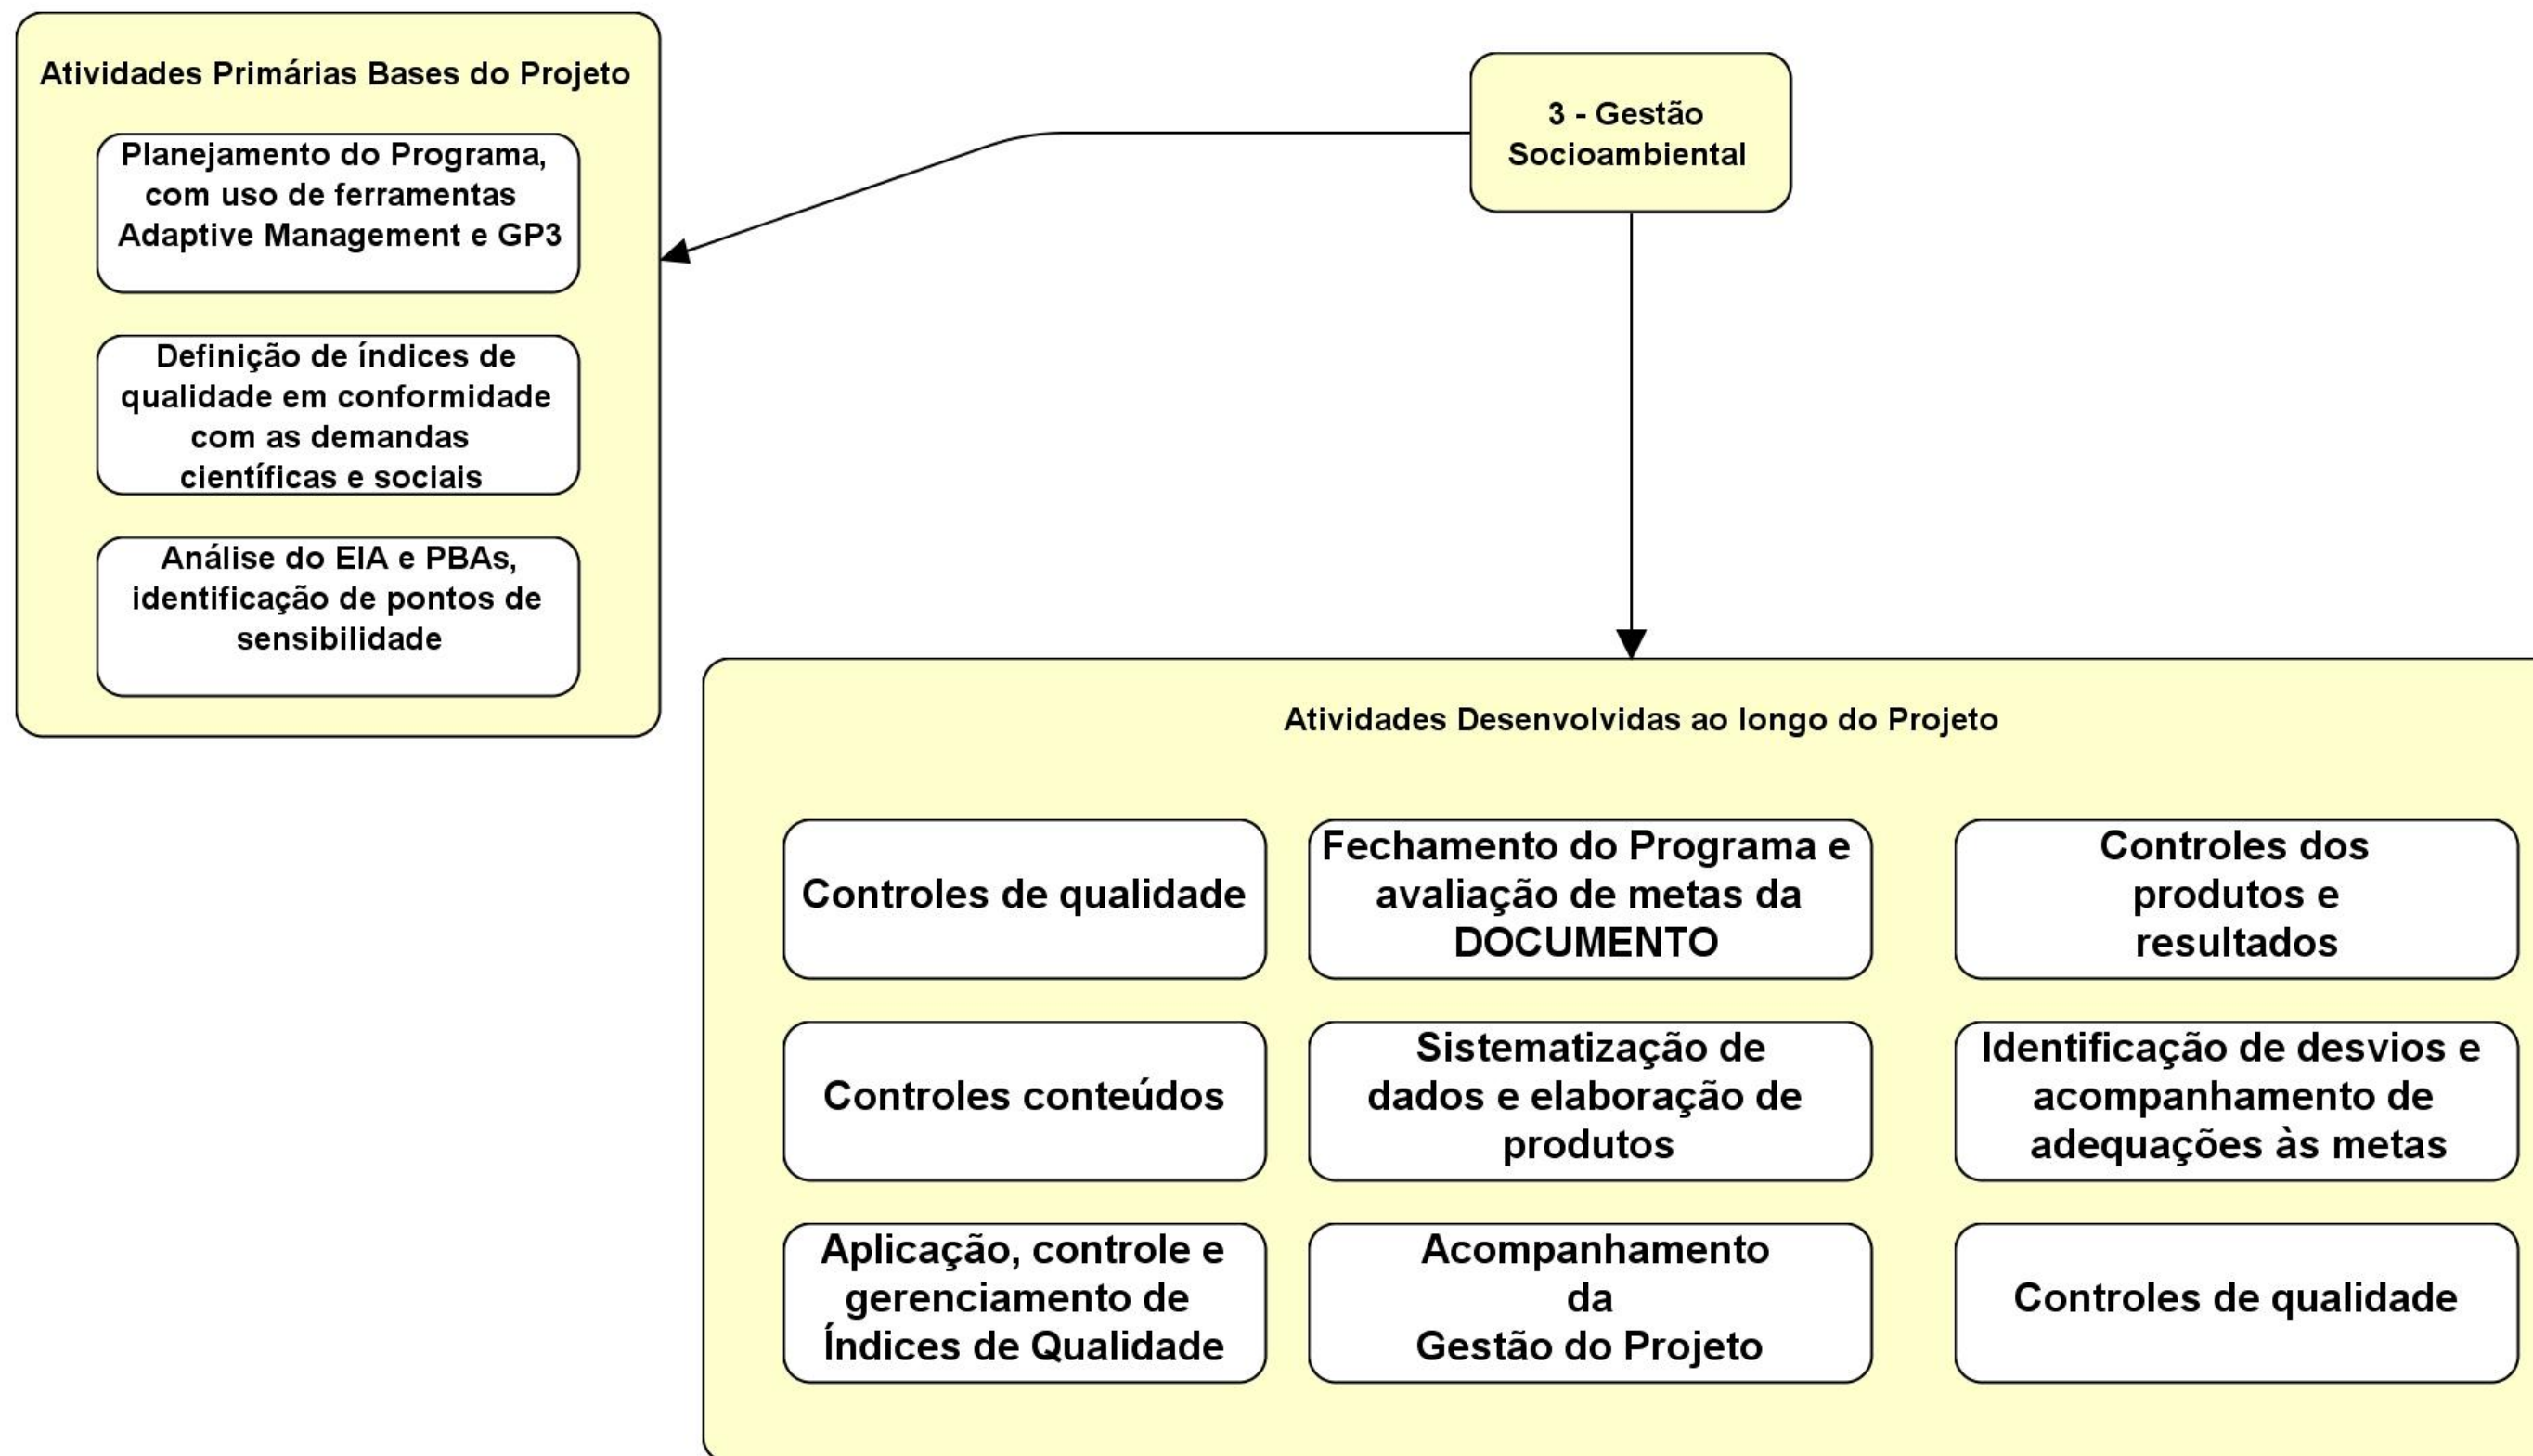 Atividades Primárias Bases do Projeto
Planejamento do Programa,
com uso de ferramentas
Adaptive Management e GP3
Definição de índices de
qualidade em conformidade
com as demandas
científicas e sociais
Análise do EIA e PBAs,
identificação de pontos de
sensibilidade
3 - Gestão
Socioambiental
Atividades Desenvolvidas ao longo do Projeto
Controles de qualidade
Fechamento do Programa e
avaliação de metas da
DOCUMENTO
Controles dos
produtos e
resultados
Controles conteúdos
Sistematização de
dados e elaboração de
produtos
Identificação de desvios e
acompanhamento de
adequações às metas
Aplicação, controle e
gerenciamento de
Índices de Qualidade
Acompanhamento
da
Gestão do Projeto
Controles de qualidade